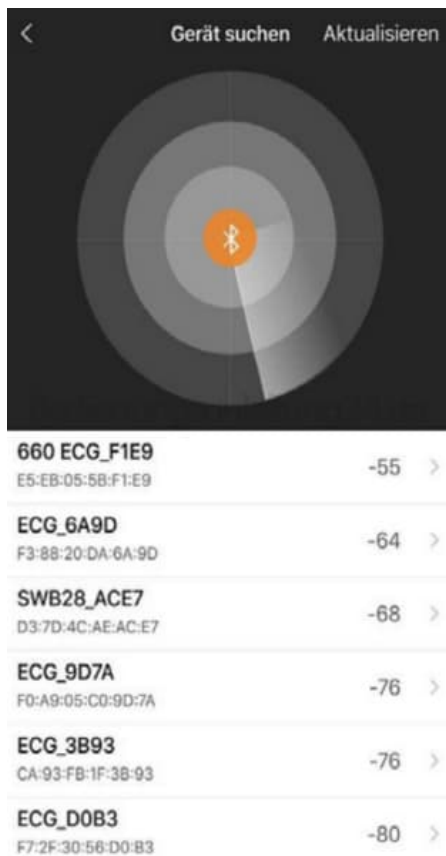 Gerät suchen Aktualisieren
660 ECG_F1E9
E5:EB:05:5B:F1:E9
-55
ECG_6A9D
F3:88:20:DA:6A:9D
-64
SWB28_ACE7
D3:7D:4C:AE:AC:E7
-68
ECG_9D7A
F0:A9:05:C0:9D:7A
-76
ECG_3B93
CA:93:FB:1F:3B:93
-76
ECG_D0B3
F7:2F:30:56:D0:B3
-80